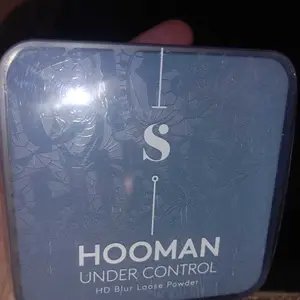 S
HOOMAN
UNDER CONTROL
HD Blur Loose Powder